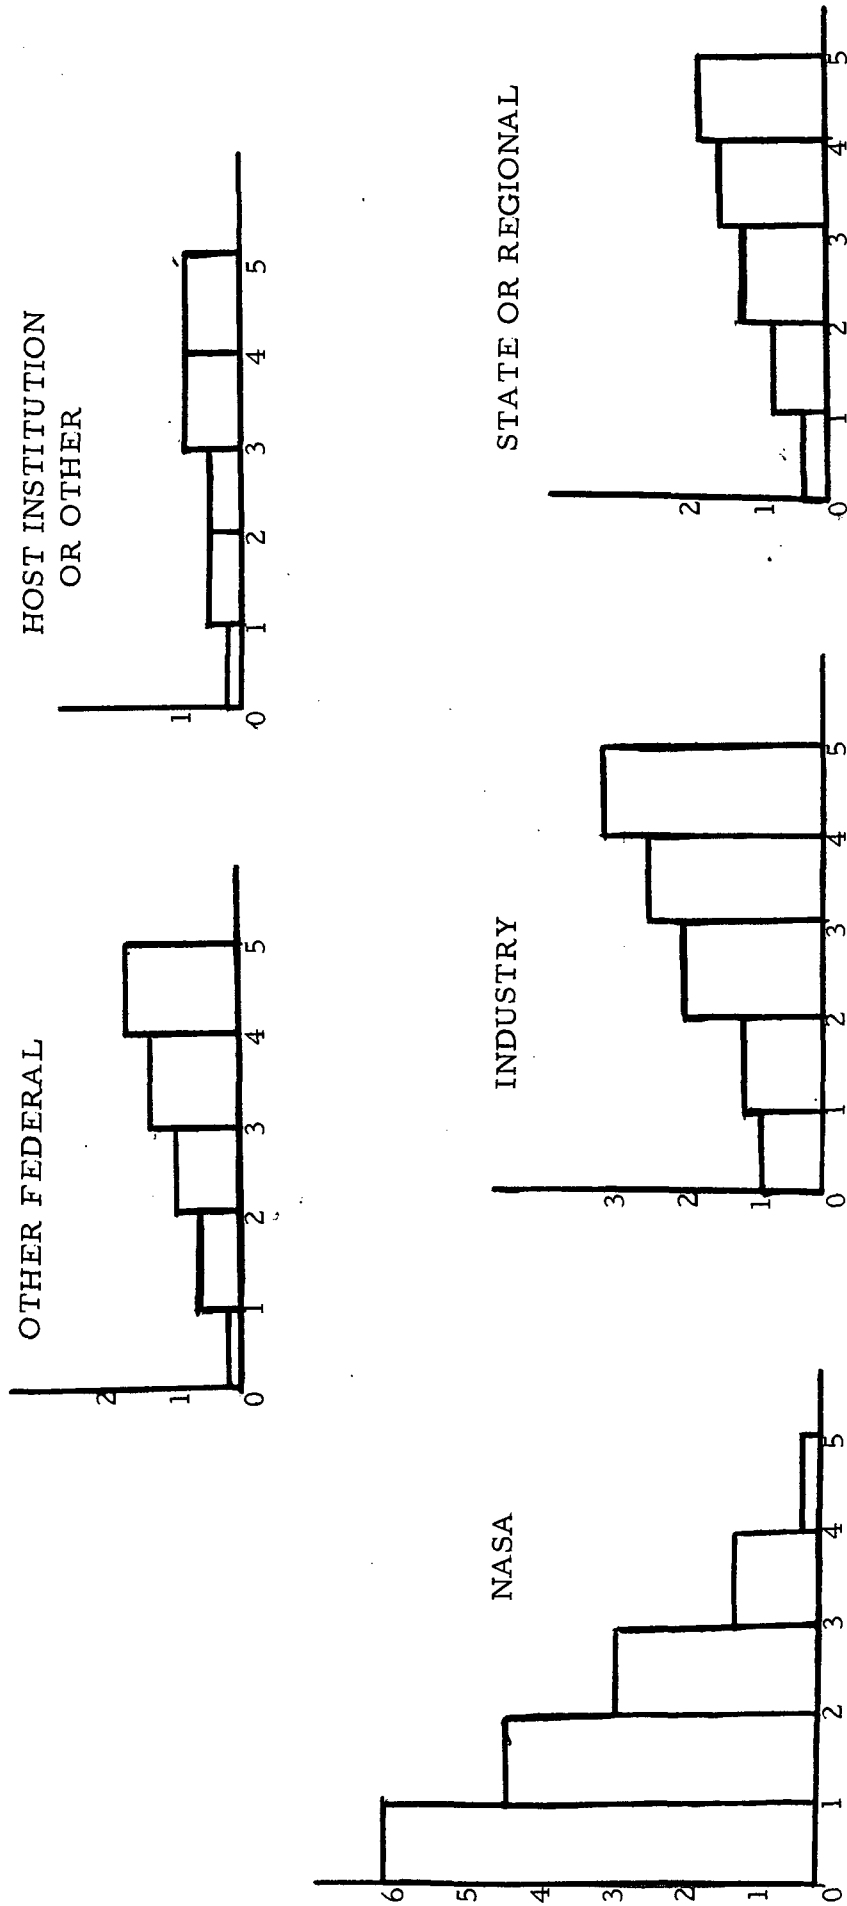 OTHER FEDERAL
2
1
0 1 2 3 4 5
HOST INSTITUTION
OR OTHER
1
0 1 2 3 4 5
NASA
6
5
4
3
2
1
0 1 2 3 4 5
INDUSTRY
3
2
1
0 1 2 3 4 5
STATE OR REGIONAL
2
1
0 1 2 3 4 5